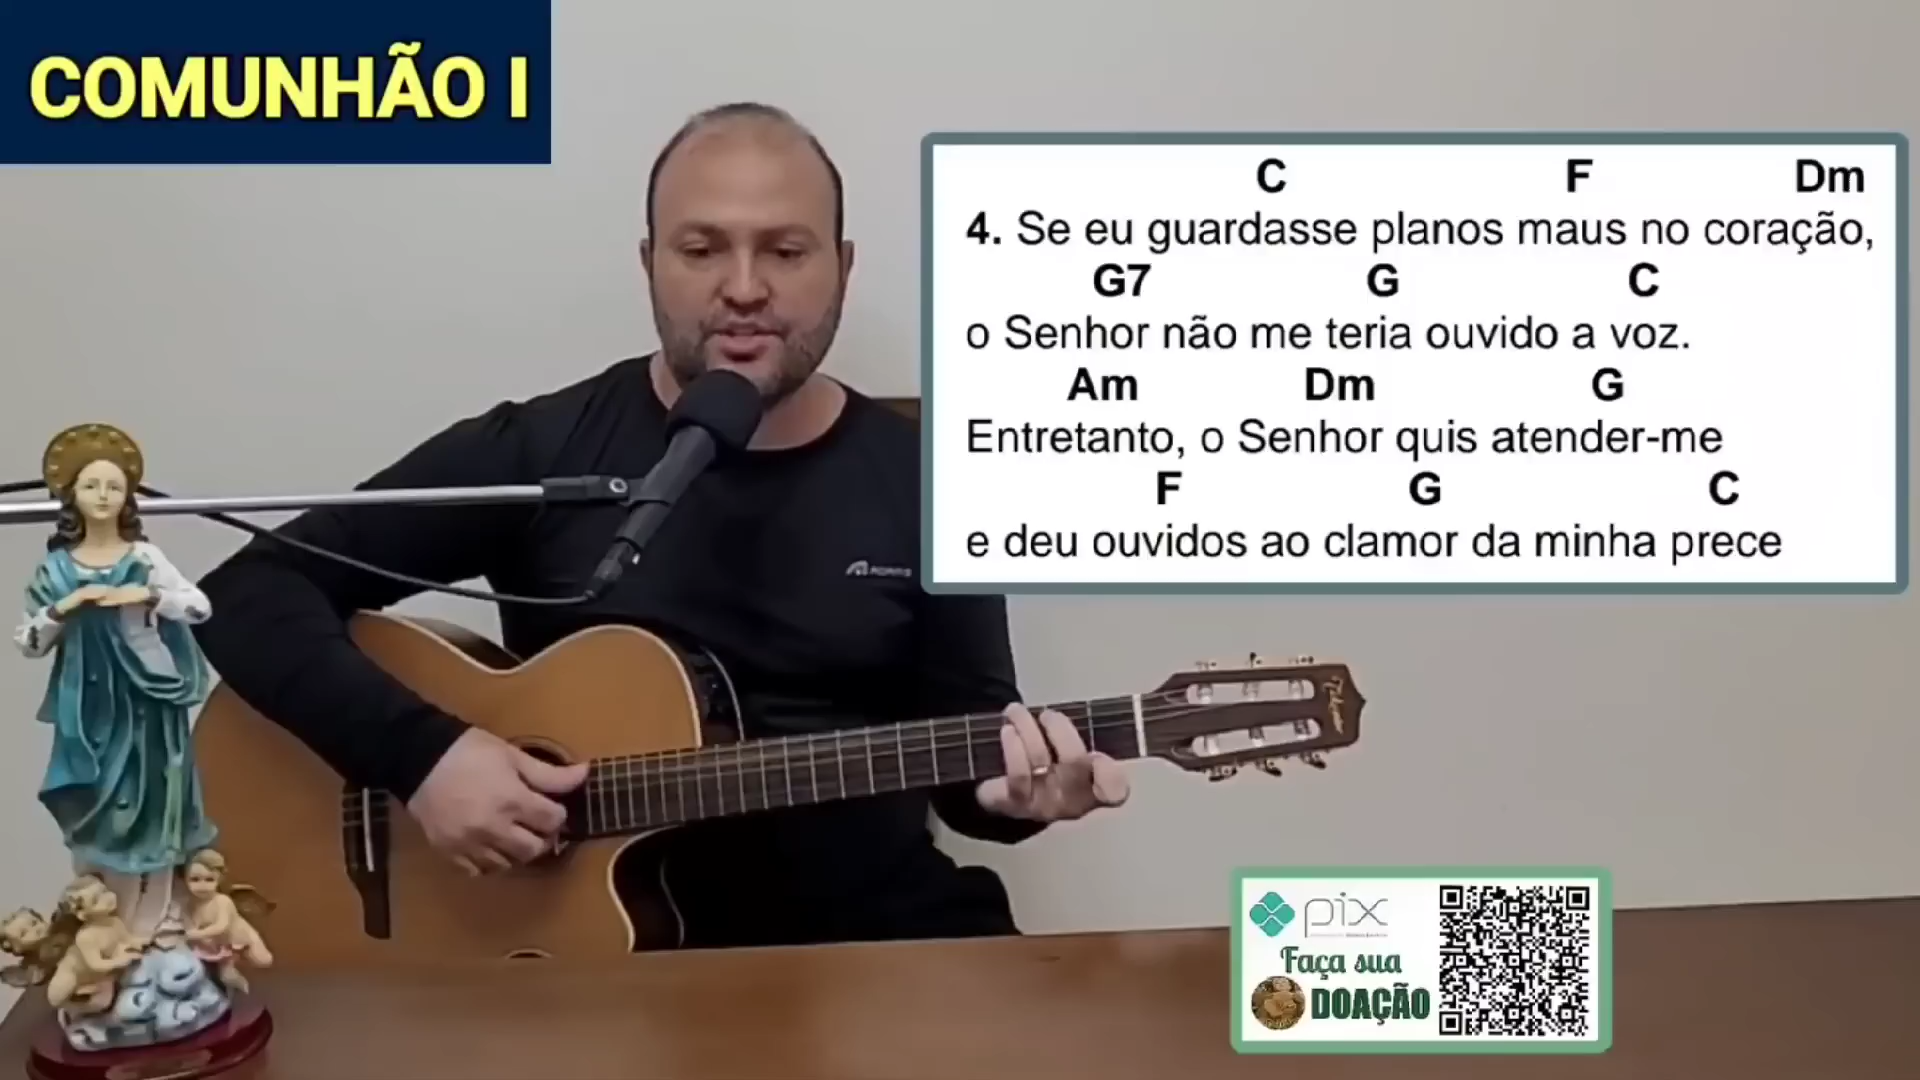 COMUNHÃO I
C F Dm
4. Se eu guardasse planos maus no coração,
G7 G C
o Senhor não me teria ouvido a voz.
Am Dm G
Entretanto, o Senhor quis atender-me
F G C
e deu ouvidos ao clamor da minha prece
pix
Faça sua
DOAÇÃO